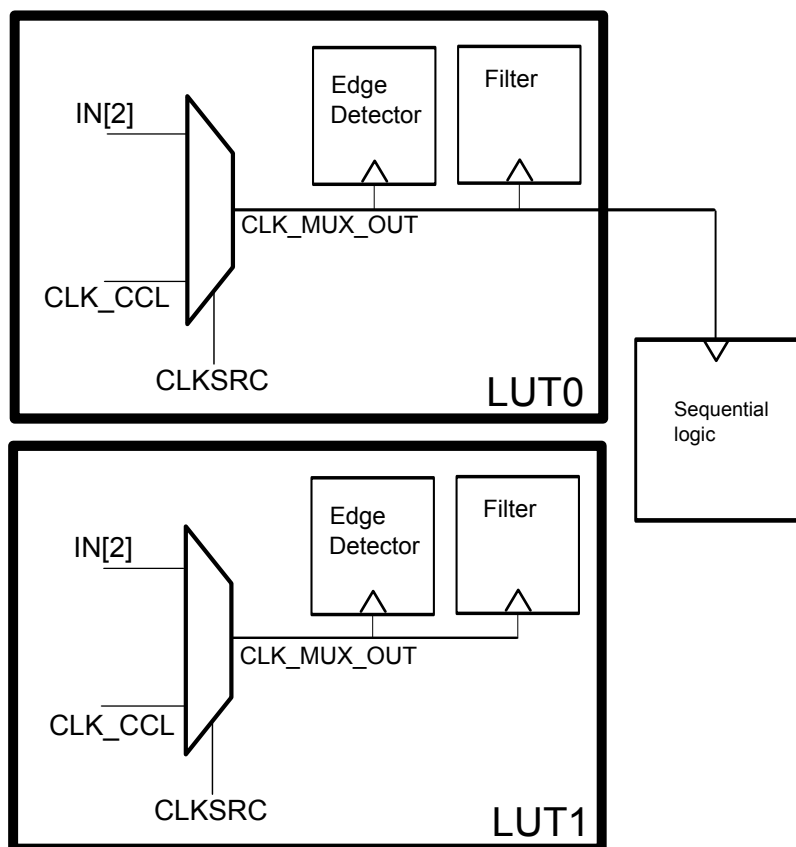 Edge
Detector
Filter
IN[2]
CLK_MUX_OUT
CLK_CCL
CLKSRC
LUT0
Sequential
logic
Edge
Detector
Filter
IN[2]
CLK_MUX_OUT
CLK_CCL
CLKSRC
LUT1